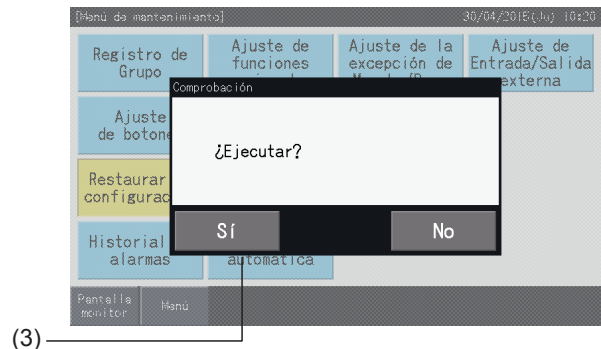 [Menú de mantenimiento]
30/04/2015(Ju) 10:20
Registro de
Grupo
Ajuste de
funciones
Ajuste de la
excepción de
Ajuste de
Entrada/Salida
externa
Comprobación
Ajuste
de botone
¿Ejecutar?
Restaurar
configurac
Sí
No
Historial
alarmas
automática
Pantalla
monitor
Menú
(3)